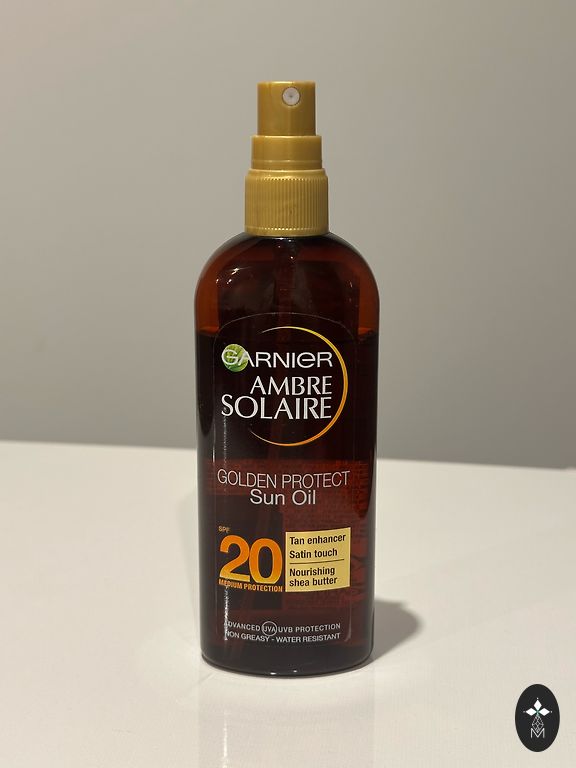 GARNIER
AMBRE
SOLAIRE
GOLDEN PROTECT
Sun Oil
SPF
20
MEDIUM PROTECTION
Tan enhancer
Satin touch
Nourishing
shea butter
ADVANCED UVA UVB PROTECTION
NON GREASY - WATER RESISTANT
M